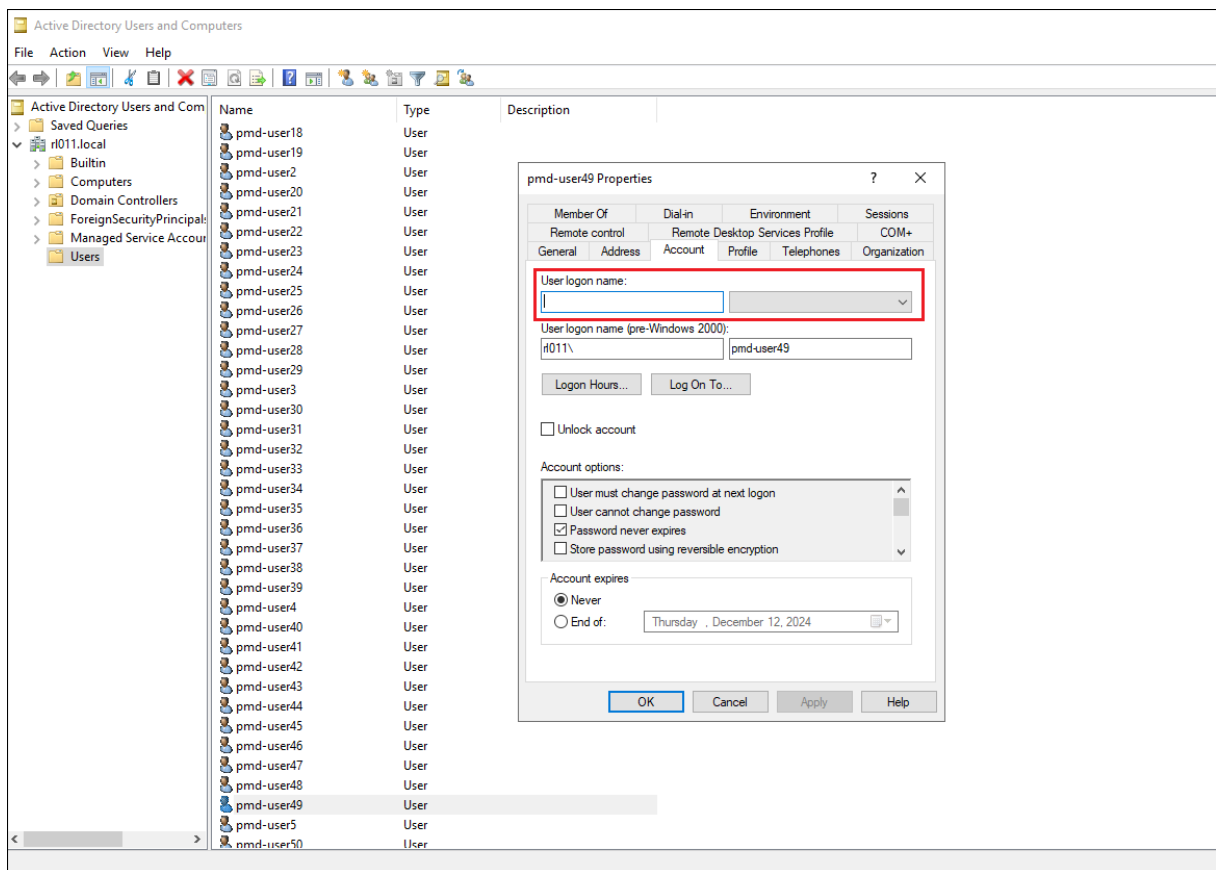 Active Directory Users and Computers
File Action View Help
Active Directory Users and Com
Saved Queries
rl011.local
Builtin
Computers
Domain Controllers
ForeignSecurityPrincipals
Managed Service Accour
Users
Name Type Description
pmd-user18 User
pmd-user19 User
pmd-user2 User
pmd-user20 User
pmd-user21 User
pmd-user22 User
pmd-user23 User
pmd-user24 User
pmd-user25 User
pmd-user26 User
pmd-user27 User
pmd-user28 User
pmd-user29 User
pmd-user3 User
pmd-user30 User
pmd-user31 User
pmd-user32 User
pmd-user33 User
pmd-user34 User
pmd-user35 User
pmd-user36 User
pmd-user37 User
pmd-user38 User
pmd-user39 User
pmd-user4 User
pmd-user40 User
pmd-user41 User
pmd-user42 User
pmd-user43 User
pmd-user44 User
pmd-user45 User
pmd-user46 User
pmd-user47 User
pmd-user48 User
pmd-user49 User
pmd-user5 User
pmd-user50 User
pmd-user49 Properties ?
Member Of Dial-in Environment Sessions
Remote control Remote Desktop Services Profile COM+
General Address Account Profile Telephones Organization
User logon name:
User logon name (pre-Windows 2000):
rl011\ pmd-user49
Logon Hours... Log On To...
Unlock account
Account options:
User must change password at next logon
User cannot change password
Password never expires
Store password using reversible encryption
Account expires
Never
End of: Thursday , December 12, 2024
OK Cancel Apply Help